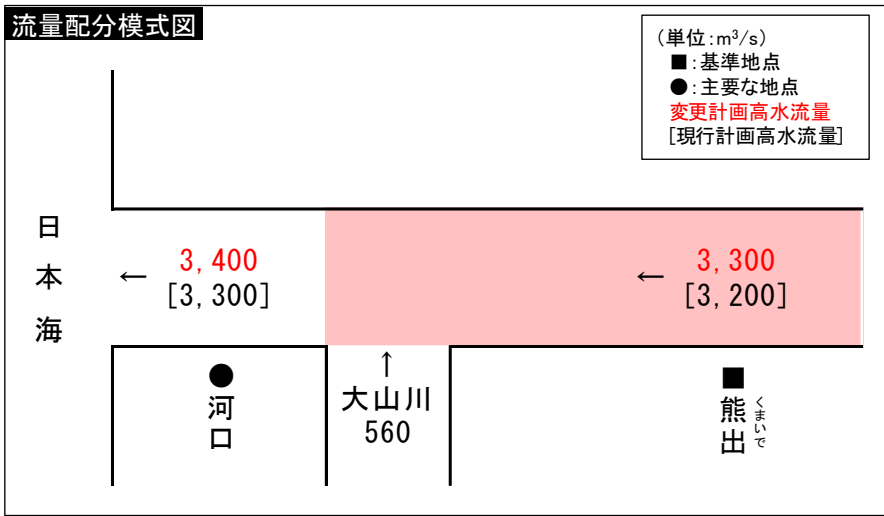 流量配分模式図
(単位:m³/s)
■:基準地点
●:主要な地点
変更計画高水流量
[現行計画高水流量]
日本海
← 3,400
[3,300]
← 3,300
[3,200]
●
河口
↑
大山川
560
■
熊出
くまいで